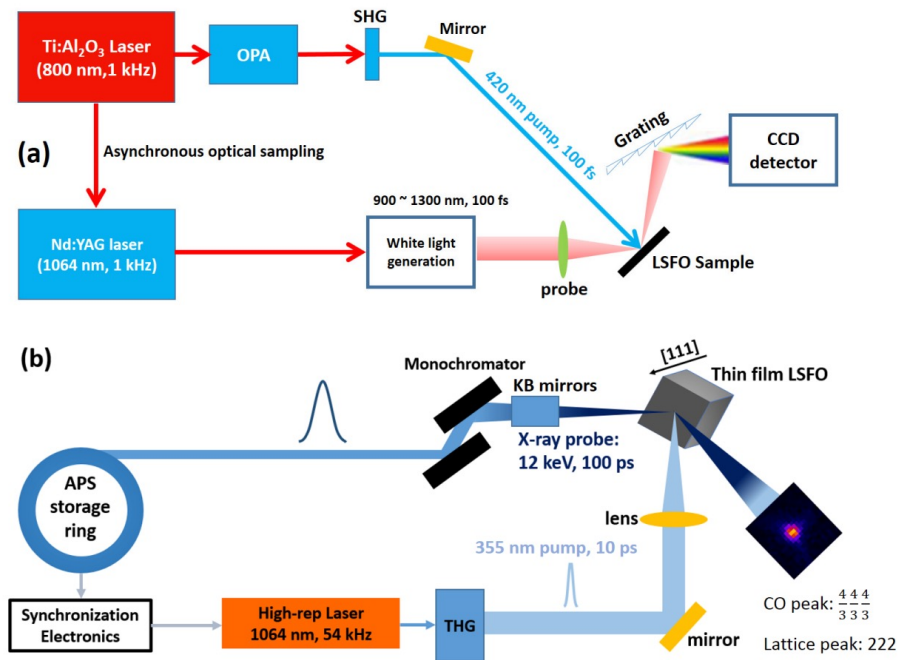 SHG
Mirror
Ti:Al₂O₃ Laser
(800 nm,1 kHz)
OPA
420 nm pump, 100 fs
Grating
CCD
detector
(a)
Asynchronous optical sampling
900 ~ 1300 nm, 100 fs
Nd:YAG laser
(1064 nm, 1 kHz)
White light
generation
probe
LSFO Sample
(b)
[111]
Monochromator
KB mirrors
Thin film LSFO
X-ray probe:
12 keV, 100 ps
APS
storage
ring
lens
355 nm pump, 10 ps
Synchronization
Electronics
High-rep Laser
1064 nm, 54 kHz
THG
mirror
CO peak: 4/3 4/3 4/3
Lattice peak: 222